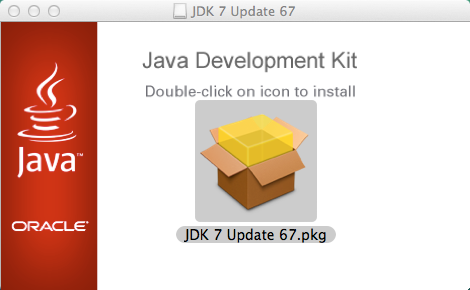 JDK 7 Update 67
Java Development Kit
Double-click on icon to install
Java™
ORACLE®
JDK 7 Update 67.pkg